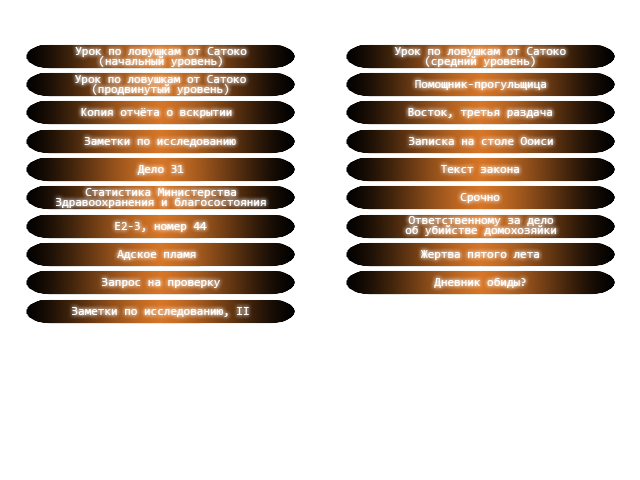 Урок по ловушкам от Сатоко
(начальный уровень)
Урок по ловушкам от Сатоко
(средний уровень)
Урок по ловушкам от Сатоко
(продвинутый уровень)
Помощник-прогульщица
Копия отчёта о вскрытии
Восток, третья раздача
Заметки по исследованию
Записка на столе Ооиси
Дело 31
Текст закона
Статистика Министерства
Здравоохранения и благосостояния
Срочно
Е2-3, номер 44
Ответственному за дело
об убийстве домохозяйки
Адское пламя
Жертва пятого лета
Запрос на проверку
Дневник обиды?
Заметки по исследованию, II